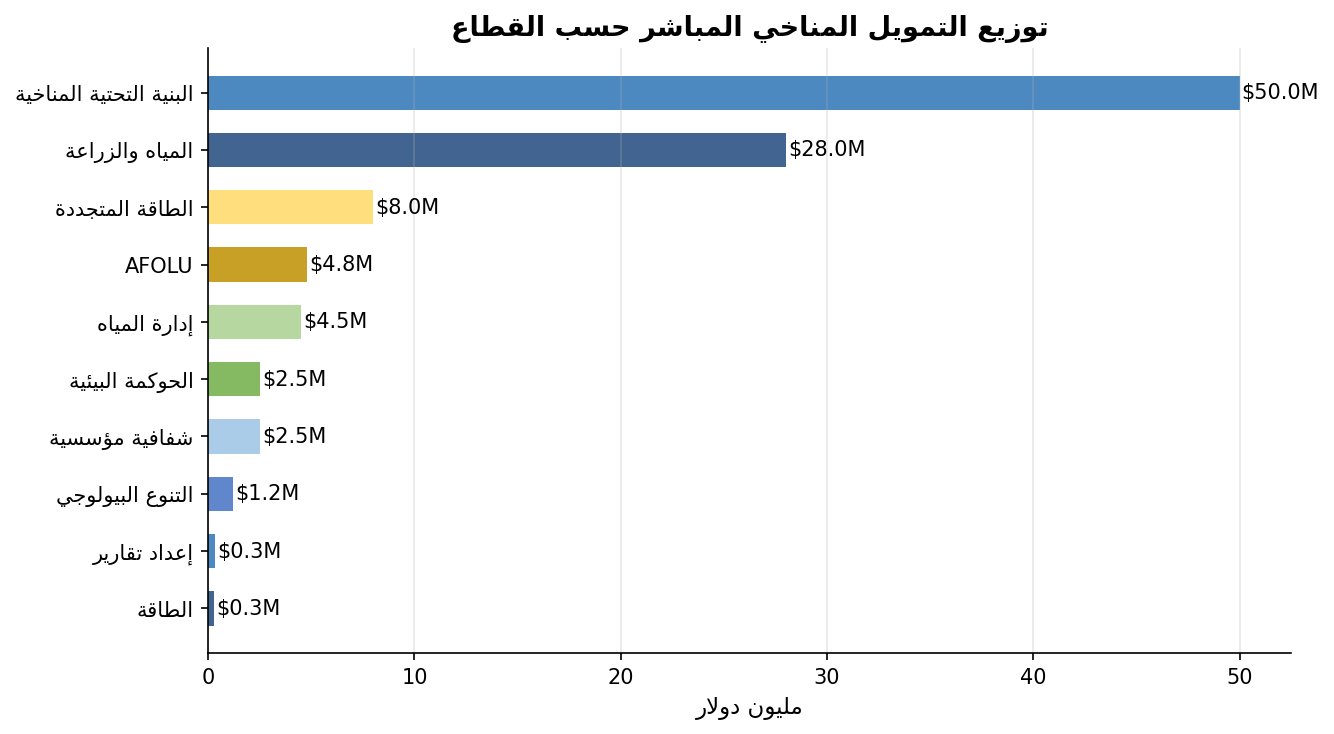 توزيع التمويل المناخي المباشر حسب القطاع
البنية التحتية المناخية $50.0M
المياه والزراعة $28.0M
الطاقة المتجددة $8.0M
AFOLU $4.8M
إدارة المياه $4.5M
الحوكمة البيئية $2.5M
شفافية مؤسسية $2.5M
التنوع البيولوجي $1.2M
إعداد تقارير $0.3M
الطاقة $0.3M
0 10 20 30 40 50
مليون دولار